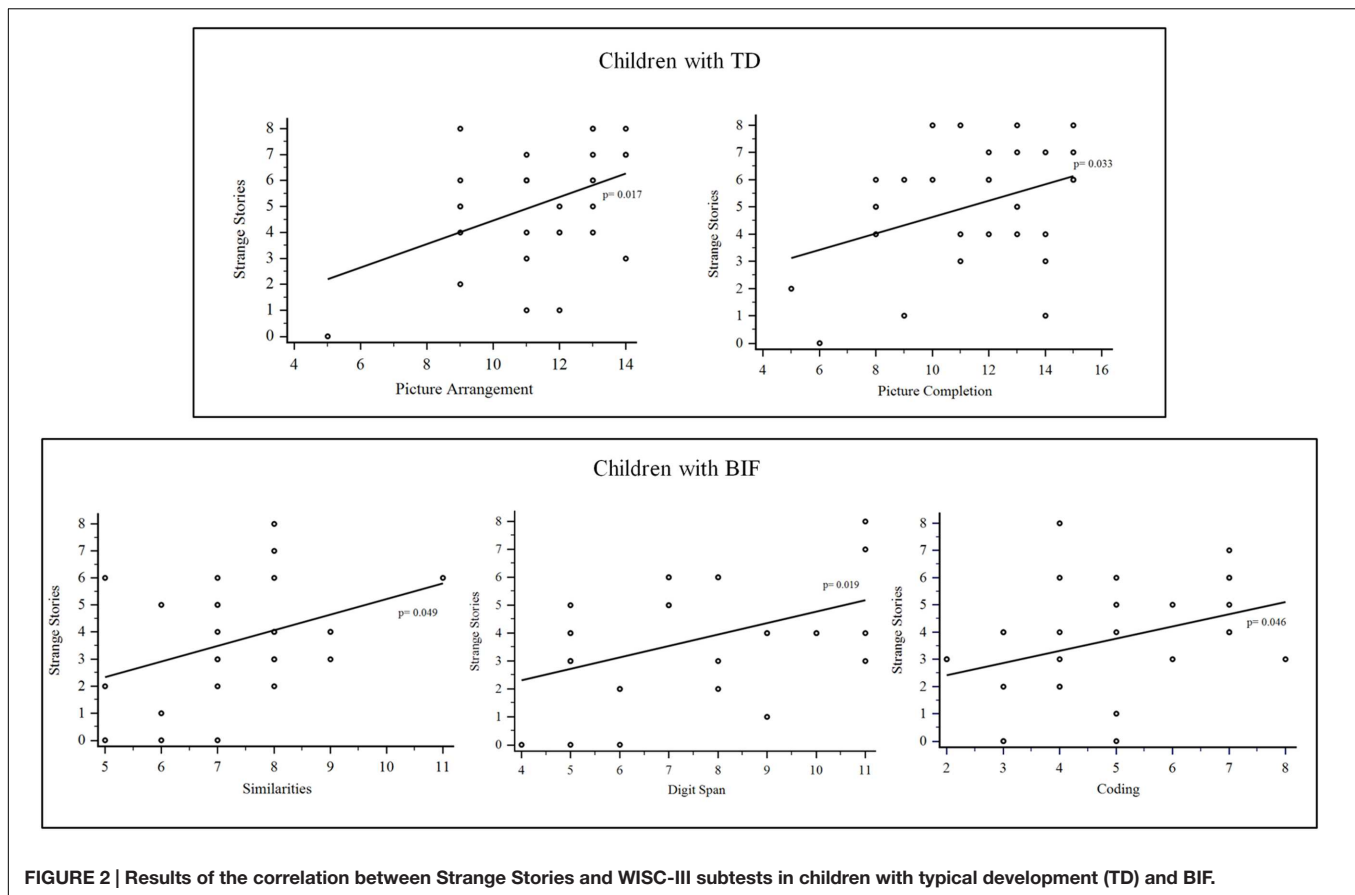 Children with TD
Strange Stories
8
7
6
5
4
3
2
1
0
p= 0.017
4 6 8 10 12 14
Picture Arrangement
Strange Stories
8
7
6
5
4
3
2
1
0
p= 0.033
4 6 8 10 12 14 16
Picture Completion
Children with BIF
Strange Stories
8
7
6
5
4
3
2
1
0
p= 0.049
5 6 7 8 9 10 11
Similarities
Strange Stories
8
7
6
5
4
3
2
1
0
p= 0.019
4 5 6 7 8 9 10 11
Digit Span
Strange Stories
8
7
6
5
4
3
2
1
0
p= 0.046
2 3 4 5 6 7 8
Coding
FIGURE 2 | Results of the correlation between Strange Stories and WISC-III subtests in children with typical development (TD) and BIF.